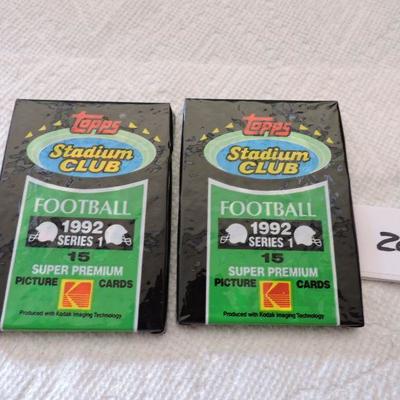 Topps
Stadium
CLUB
FOOTBALL
1992
SERIES 1
15
SUPER PREMIUM
PICTURE CARDS
Produced with Kodak Imaging Technology
Topps
Stadium
CLUB
FOOTBALL
1992
SERIES 1
15
SUPER PREMIUM
PICTURE CARDS
Produced with Kodak Imaging Technology